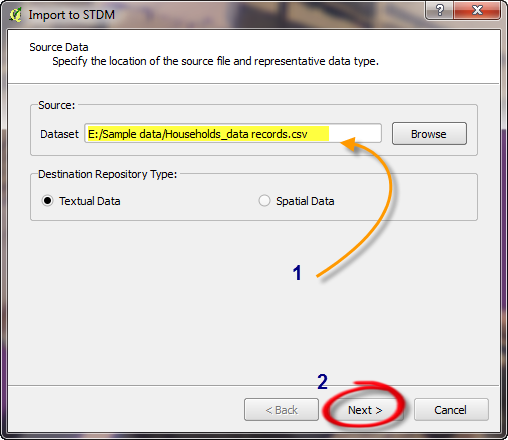 Import to STDM
Source Data
Specify the location of the source file and representative data type.
Source:
Dataset E:/Sample data/Households_data records.csv Browse
Destination Repository Type:
Textual Data Spatial Data
1
2
< Back Next > Cancel